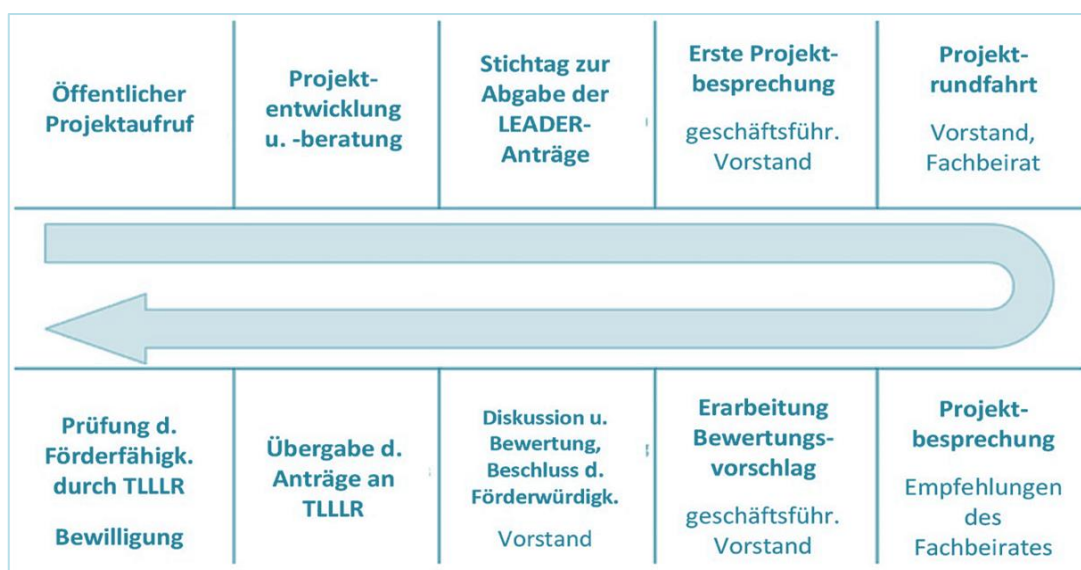 Öffentlicher
Projektaufruf
Projekt-
entwicklung
u. -beratung
Stichtag zur
Abgabe der
LEADER-
Anträge
Erste Projekt-
besprechung
geschäftsführ.
Vorstand
Projekt-
rundfahrt
Vorstand,
Fachbeirat
Prüfung d.
Förderfähigk.
durch TLLLR
Bewilligung
Übergabe d.
Anträge an
TLLLR
Diskussion u.
Bewertung,
Beschluss d.
Förderwürdigk.
Vorstand
Erarbeitung
Bewertungs-
vorschlag
geschäftsführ.
Vorstand
Projekt-
besprechung
Empfehlungen
des
Fachbeirates